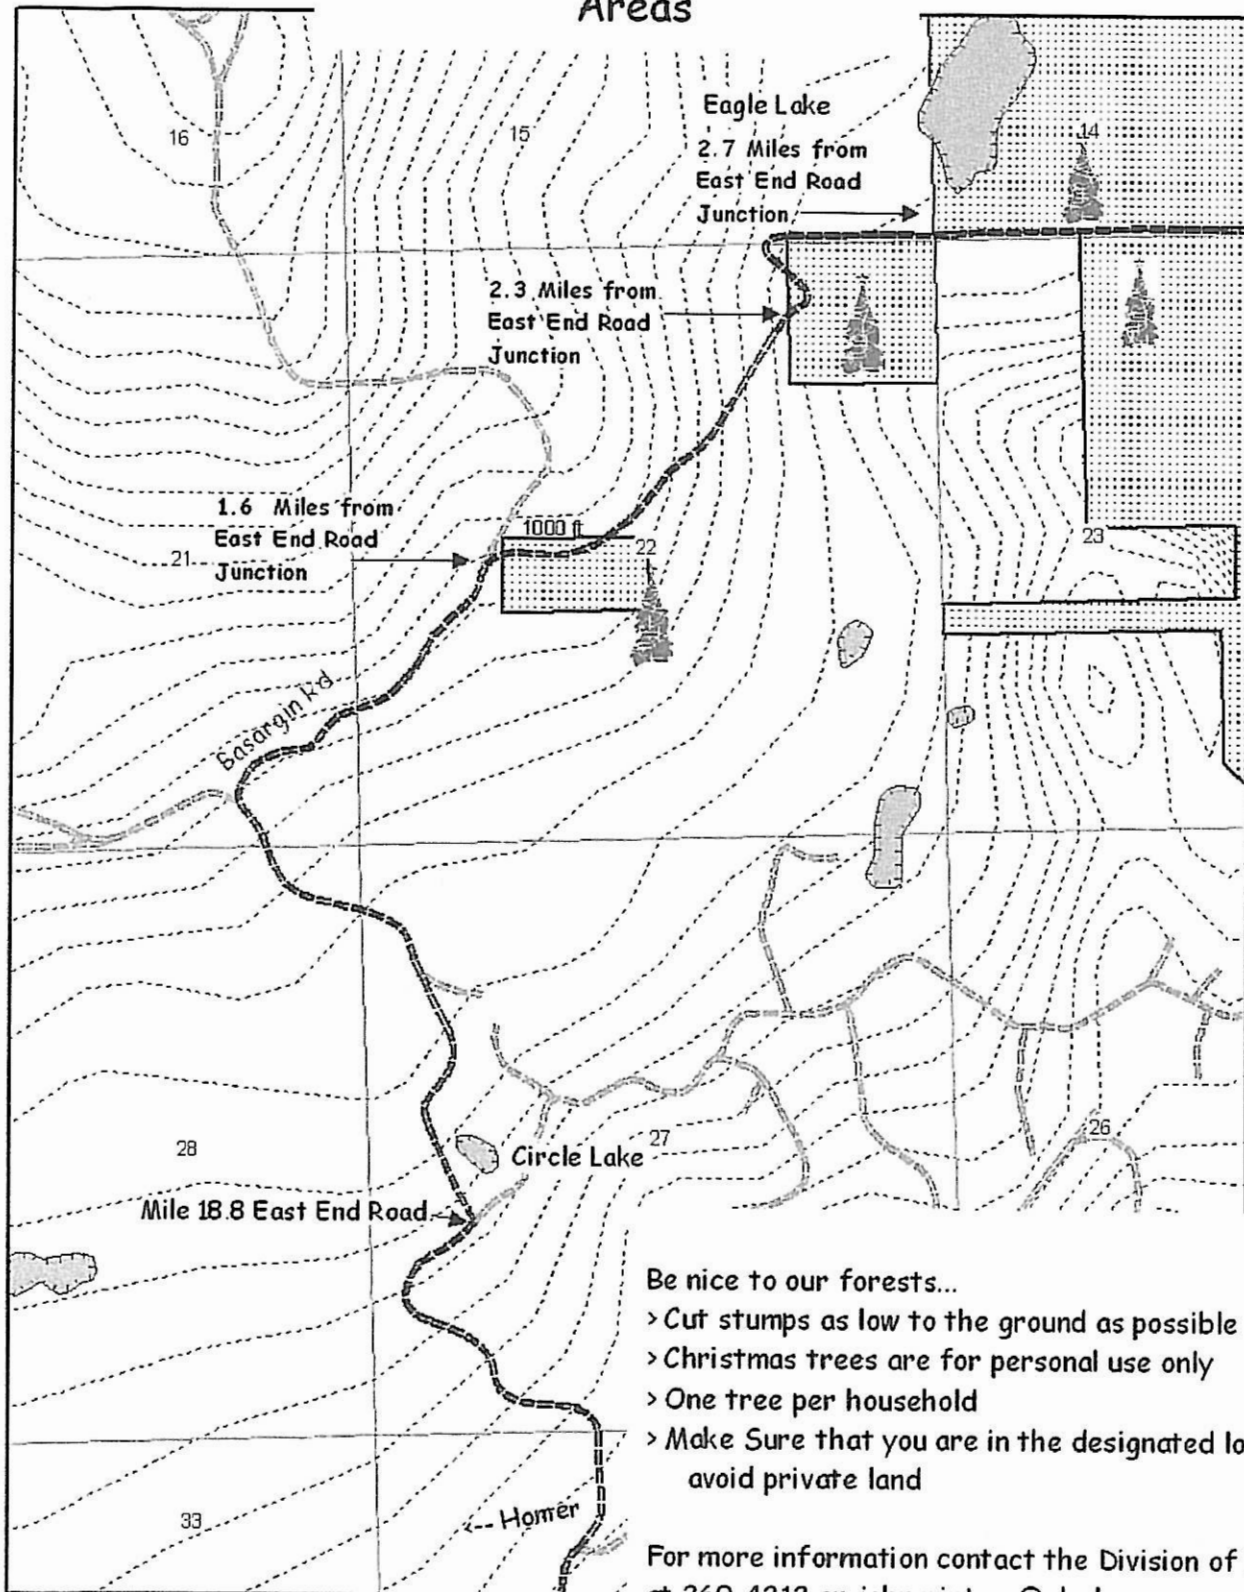 Areas
16
15
Eagle Lake
14
2.7 Miles from
East End Road
Junction
2.3 Miles from
East End Road
Junction
1.6 Miles from
East End Road
Junction
21
1000 ft
22
23
Basargin Rd
28
Circle Lake
27
26
Mile 18.8 East End Road
Be nice to our forests...
> Cut stumps as low to the ground as possible
> Christmas trees are for personal use only
> One tree per household
> Make Sure that you are in the designated lo
avoid private land
33
<-- Homer
For more information contact the Division of